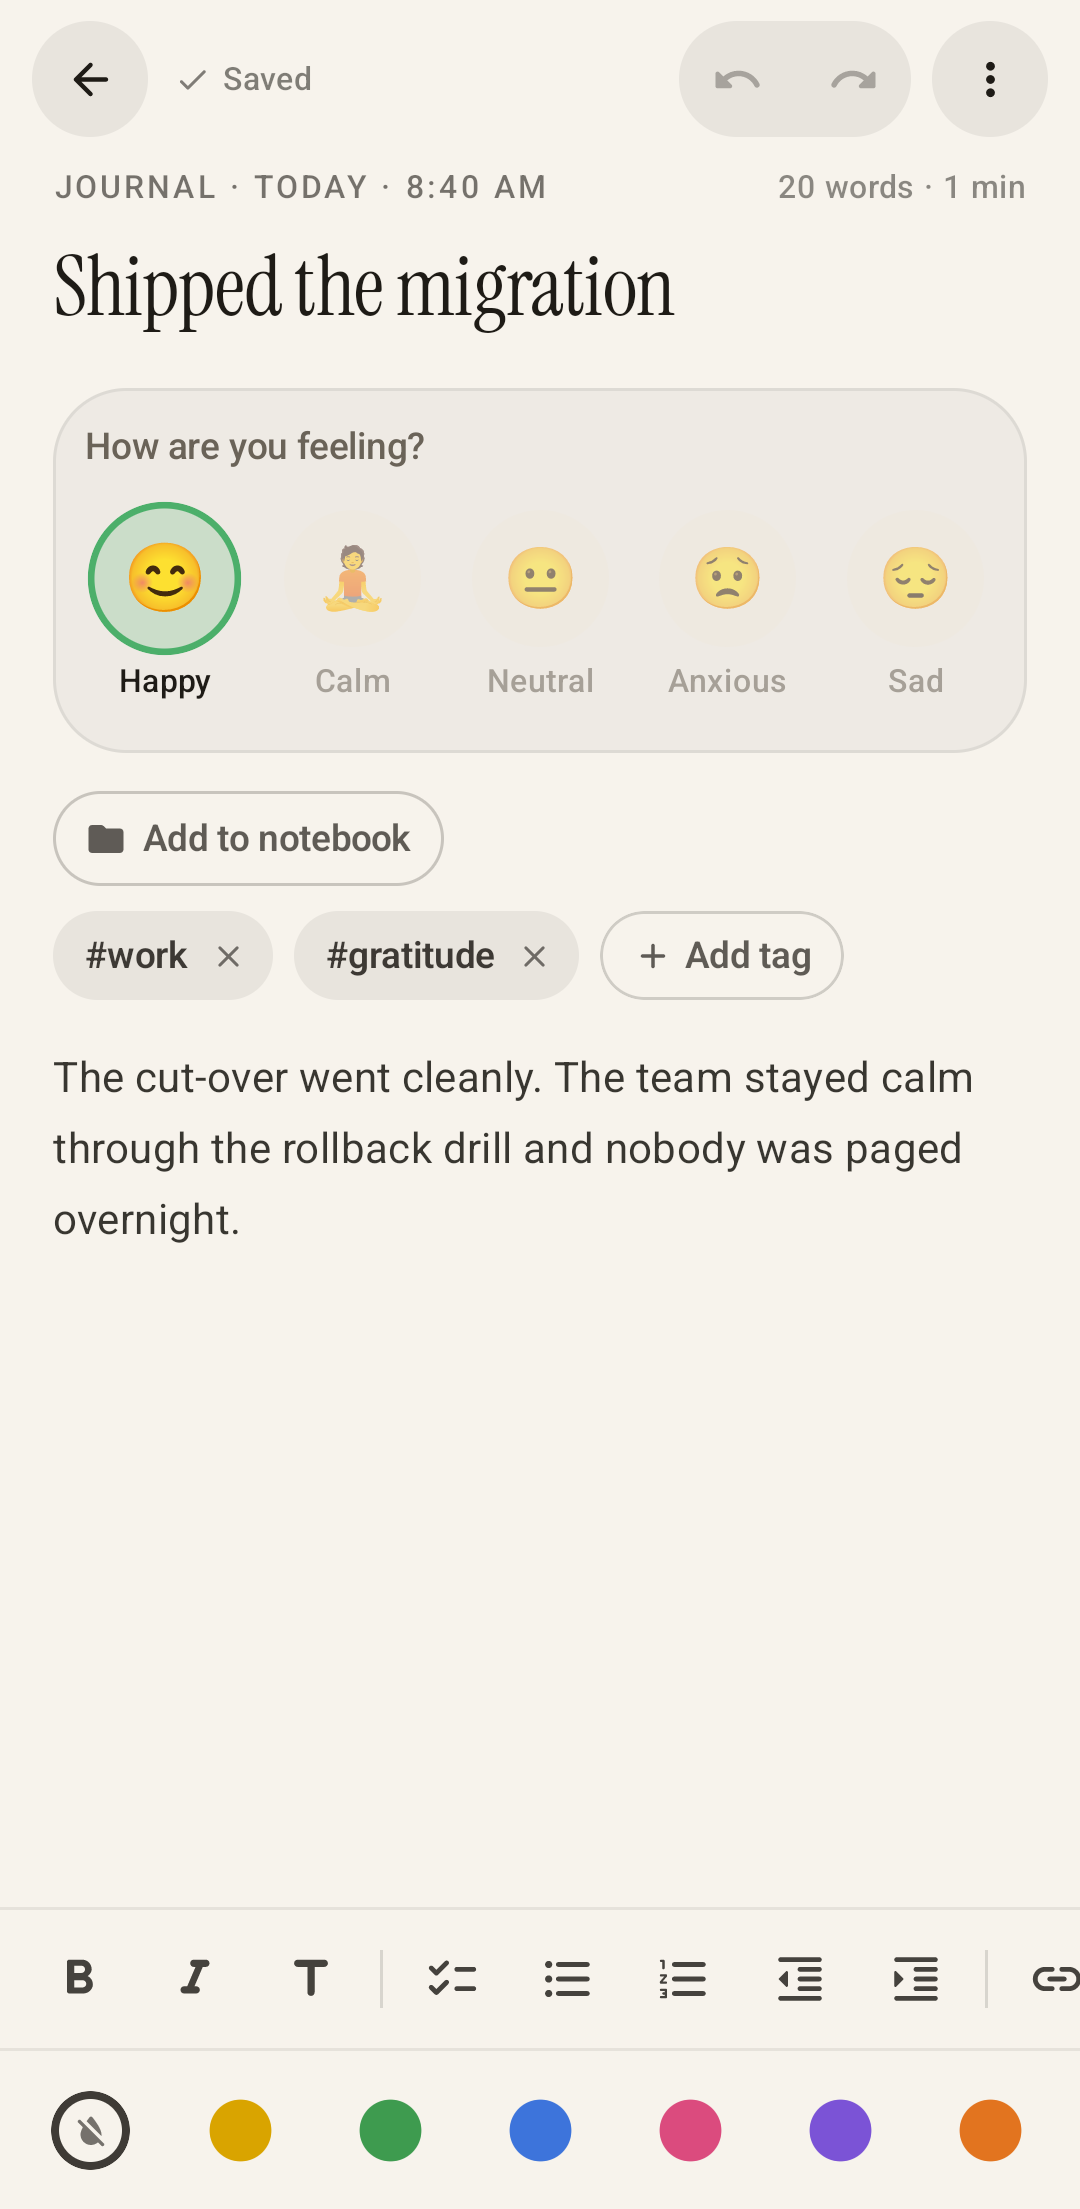 Saved
JOURNAL · TODAY · 8:40 AM
20 words · 1 min
Shipped the migration
How are you feeling?
Happy
Calm
Neutral
Anxious
Sad
Add to notebook
#work
#gratitude
Add tag
The cut-over went cleanly. The team stayed calm
through the rollback drill and nobody was paged
overnight.